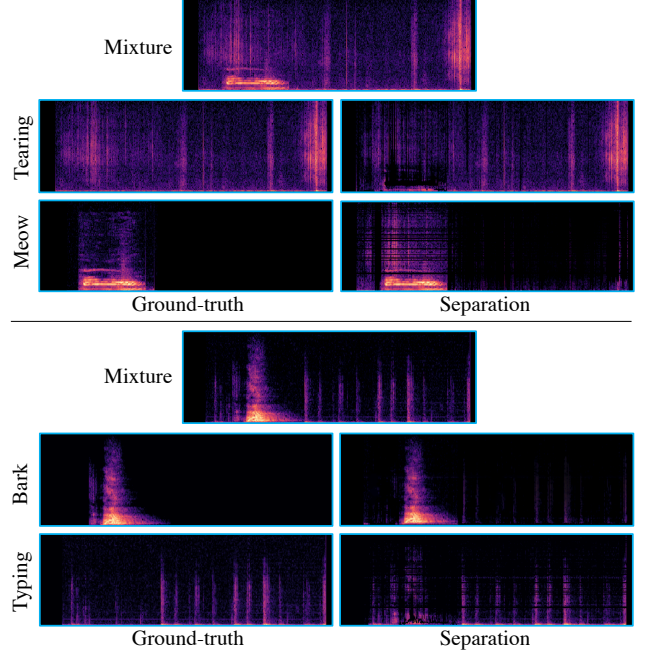 Mixture
Tearing
Meow
Ground-truth
Separation
Mixture
Bark
Typing
Ground-truth
Separation